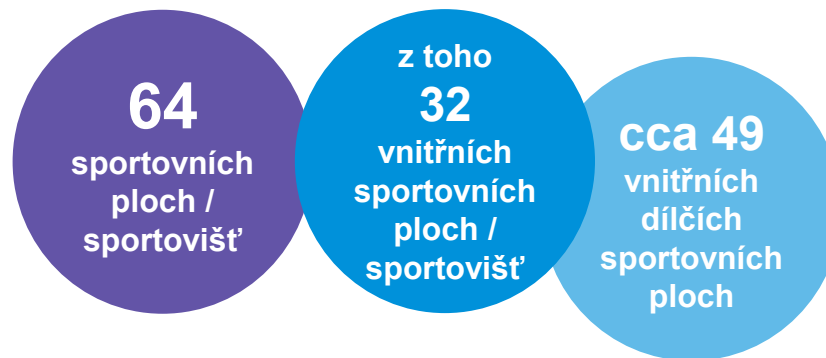 64
sportovních
ploch /
sportovišť
z toho
32
vnitřních
sportovních
ploch /
sportovišť
cca 49
vnitřních
dílčích
sportovních
ploch